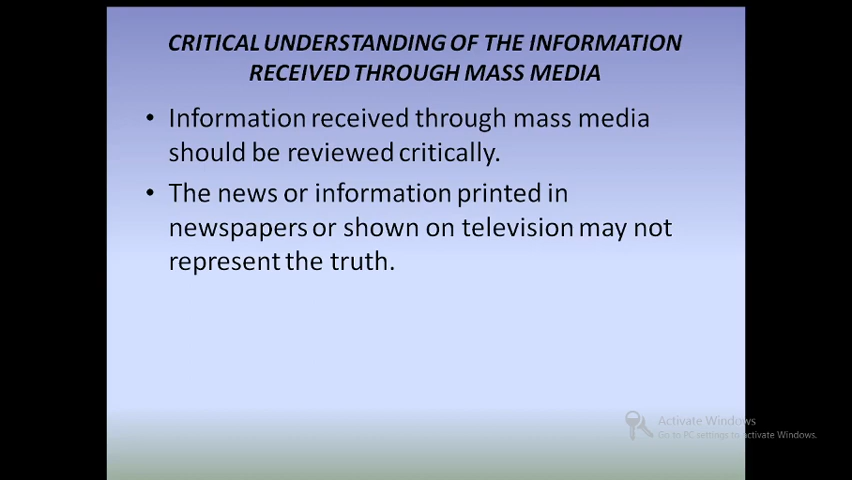 CRITICAL UNDERSTANDING OF THE INFORMATION
RECEIVED THROUGH MASS MEDIA
• Information received through mass media
should be reviewed critically.
• The news or information printed in
newspapers or shown on television may not
represent the truth.
Activate Windows
Go to PC settings to activate Windows.